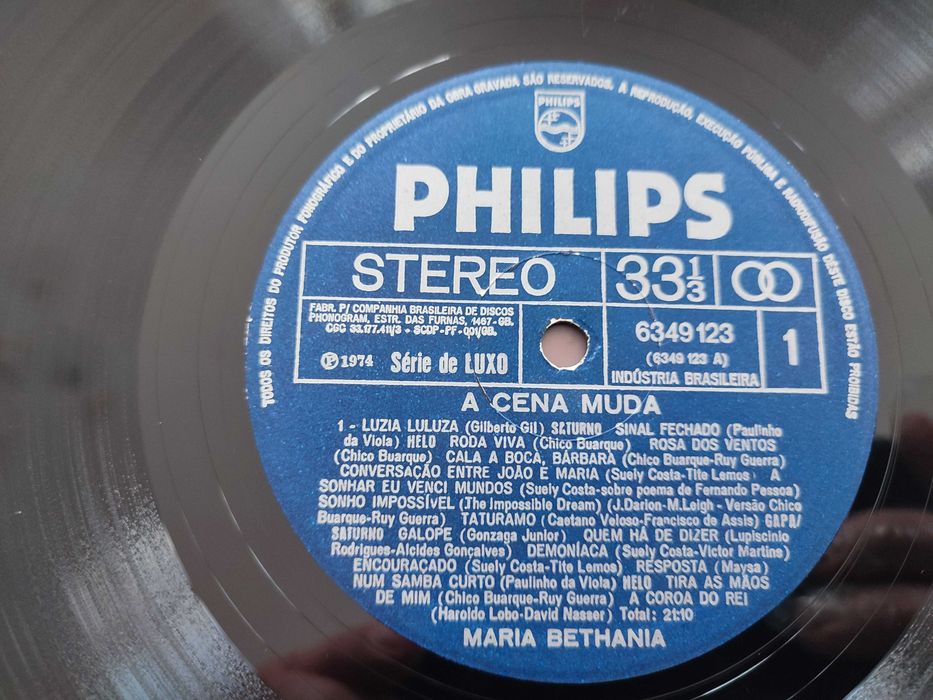 TODOS OS DIREITOS DO PRODUTOR FONOGRÁFICO E DO PROPRIETÁRIO DA OBRA GRAVADA SÃO RESERVADOS. A REPRODUÇÃO, EXECUÇÃO PÚBLICA E RADIODIFUSÃO DÊSTE DISCO ESTÃO PROIBIDAS
PHILIPS
PHILIPS
STEREO
33 1/3
FABR. P/ COMPANHIA BRASILEIRA DE DISCOS
PHONOGRAM, ESTR. DAS FURNAS, 1467-GB.
CGC 33.177.411/3 - SCDP-PF-001/GB.
Ⓟ 1974 Série de LUXO
6349123
(6349 123 A)
INDÚSTRIA BRASILEIRA
1
A CENA MUDA
1 - LUZIA LULUZA (Gilberto Gil) SATURNO SINAL FECHADO (Paulinho
da Viola) HELO RODA VIVA (Chico Buarque) ROSA DOS VENTOS
(Chico Buarque) CALA A BOCA, BÁRBARA (Chico Buarque-Ruy Guerra)
CONVERSAÇÃO ENTRE JOÃO E MARIA (Suely Costa-Tite Lemos) A
SONHAR EU VENCI MUNDOS (Suely Costa-sobre poema de Fernando Pessoa)
SONHO IMPOSSÍVEL (The Impossible Dream) (J.Darion-M.Leigh - Versão Chico
Buarque-Ruy Guerra) TATURAMO (Caetano Veloso-Francisco de Assis) GAPA/
SATURNO GALOPE (Gonzaga Junior) QUEM HÁ DE DIZER (Lupiscinio
Rodrigues-Alcides Gonçalves) DEMONÍACA (Suely Costa-Victor Martins)
ENCOURAÇADO (Suely Costa-Tite Lemos) RESPOSTA (Maysa)
NUM SAMBA CURTO (Paulinho da Viola) HELO TIRA AS MÃOS
DE MIM (Chico Buarque-Ruy Guerra) A COROA DO REI
(Haroldo Lobo-David Nasser) Total: 21:10
MARIA BETHANIA